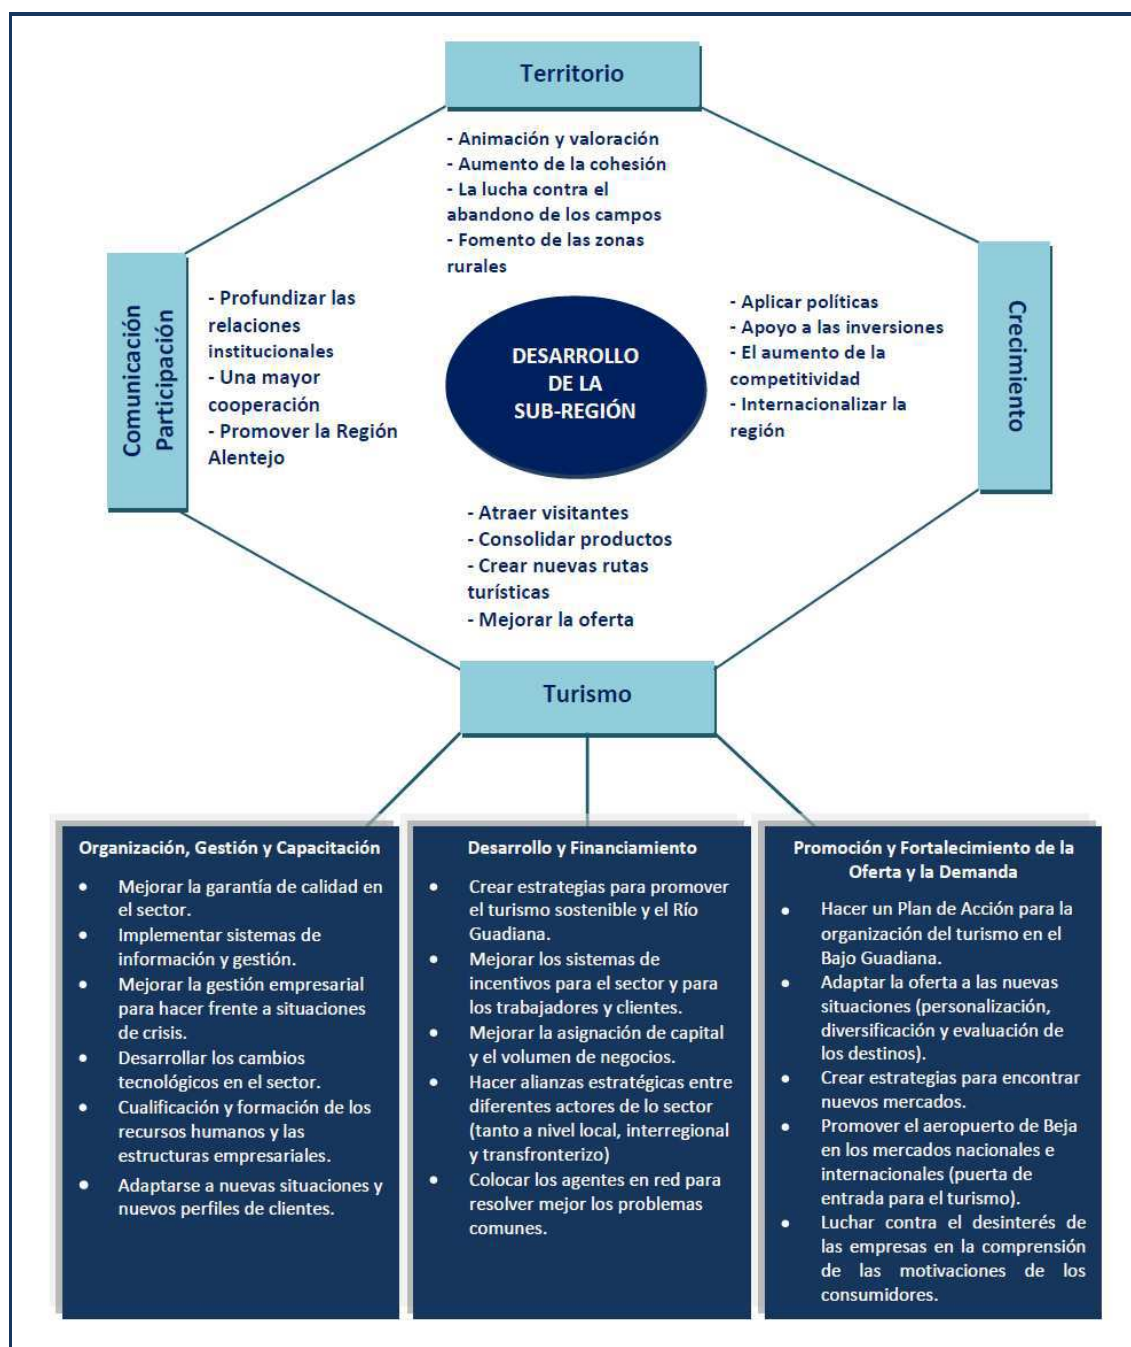 Territorio
- Animación y valoración
- Aumento de la cohesión
- La lucha contra el
abandono de los campos
- Fomento de las zonas
rurales
Comunicación
Participación
- Profundizar las
relaciones
institucionales
- Una mayor
cooperación
- Promover la Región
Alentejo
DESARROLLO
DE LA
SUB-REGIÓN
- Aplicar políticas
- Apoyo a las inversiones
- El aumento de la
competitividad
- Internacionalizar la
región
Crecimiento
- Atraer visitantes
- Consolidar productos
- Crear nuevas rutas
turísticas
- Mejorar la oferta
Turismo
Organización, Gestión y Capacitación
• Mejorar la garantía de calidad en
el sector.
• Implementar sistemas de
información y gestión.
• Mejorar la gestión empresarial
para hacer frente a situaciones
de crisis.
• Desarrollar los cambios
tecnológicos en el sector.
• Cualificación y formación de los
recursos humanos y las
estructuras empresariales.
• Adaptarse a nuevas situaciones y
nuevos perfiles de clientes.
Desarrollo y Financiamiento
• Crear estrategias para promover
el turismo sostenible y el Río
Guadiana.
• Mejorar los sistemas de
incentivos para el sector y para
los trabajadores y clientes.
• Mejorar la asignación de capital
y el volumen de negocios.
• Hacer alianzas estratégicas entre
diferentes actores de lo sector
(tanto a nivel local, interregional
y transfronterizo)
• Colocar los agentes en red para
resolver mejor los problemas
comunes.
Promoción y Fortalecimiento de la
Oferta y la Demanda
• Hacer un Plan de Acción para la
organización del turismo en el
Bajo Guadiana.
• Adaptar la oferta a las nuevas
situaciones (personalización,
diversificación y evaluación de
los destinos).
• Crear estrategias para encontrar
nuevos mercados.
• Promover el aeropuerto de Beja
en los mercados nacionales e
internacionales (puerta de
entrada para el turismo).
• Luchar contra el desinterés de
las empresas en la comprensión
de las motivaciones de los
consumidores.